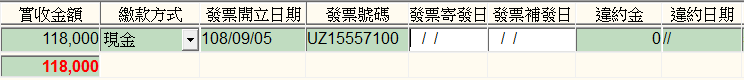 實收金額 繳款方式 發票開立日期 發票號碼 發票寄發日 發票補發日 違約金 違約日期
118,000 現金 108/09/05 UZ15557100 / / / / 0 //
118,000